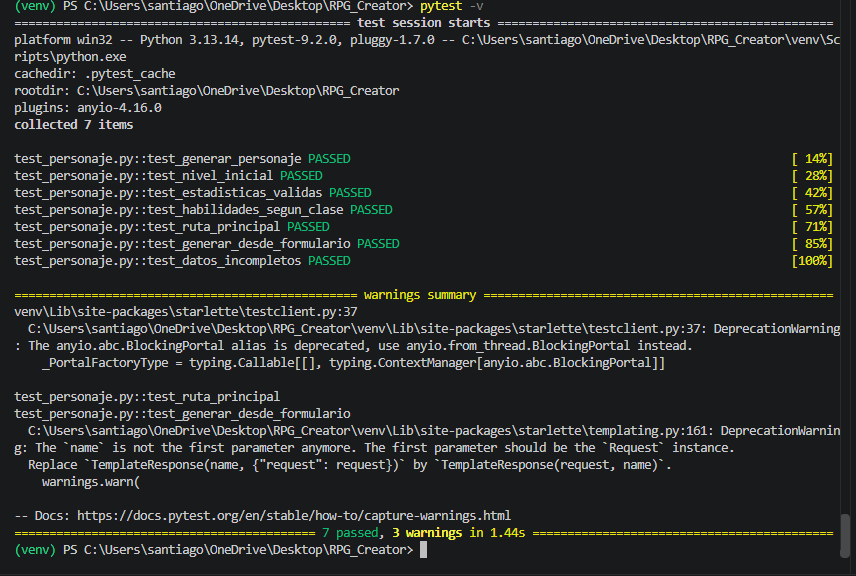 (venv) PS C:\Users\santiago\OneDrive\Desktop\RPG_Creator> pytest -v
================================================ test session starts ================================================
platform win32 -- Python 3.13.14, pytest-9.2.0, pluggy-1.7.0 -- C:\Users\santiago\OneDrive\Desktop\RPG_Creator\venv\Sc
ripts\python.exe
cachedir: .pytest_cache
rootdir: C:\Users\santiago\OneDrive\Desktop\RPG_Creator
plugins: anyio-4.16.0
collected 7 items
test_personaje.py::test_generar_personaje PASSED [ 14%]
test_personaje.py::test_nivel_inicial PASSED [ 28%]
test_personaje.py::test_estadisticas_validas PASSED [ 42%]
test_personaje.py::test_habilidades_segun_clase PASSED [ 57%]
test_personaje.py::test_ruta_principal PASSED [ 71%]
test_personaje.py::test_generar_desde_formulario PASSED [ 85%]
test_personaje.py::test_datos_incompletos PASSED [100%]
================================================= warnings summary ==================================================
venv\Lib\site-packages\starlette\testclient.py:37
C:\Users\santiago\OneDrive\Desktop\RPG_Creator\venv\Lib\site-packages\starlette\testclient.py:37: DeprecationWarning
: The anyio.abc.BlockingPortal alias is deprecated, use anyio.from_thread.BlockingPortal instead.
_PortalFactoryType = typing.Callable[[], typing.ContextManager[anyio.abc.BlockingPortal]]
test_personaje.py::test_ruta_principal
test_personaje.py::test_generar_desde_formulario
C:\Users\santiago\OneDrive\Desktop\RPG_Creator\venv\Lib\site-packages\starlette\templating.py:161: DeprecationWarnin
g: The `name` is not the first parameter anymore. The first parameter should be the `Request` instance.
Replace `TemplateResponse(name, {"request": request})` by `TemplateResponse(request, name)`.
warnings.warn(
-- Docs: https://docs.pytest.org/en/stable/how-to/capture-warnings.html
=========================================== 7 passed, 3 warnings in 1.44s ===========================================
(venv) PS C:\Users\santiago\OneDrive\Desktop\RPG_Creator>